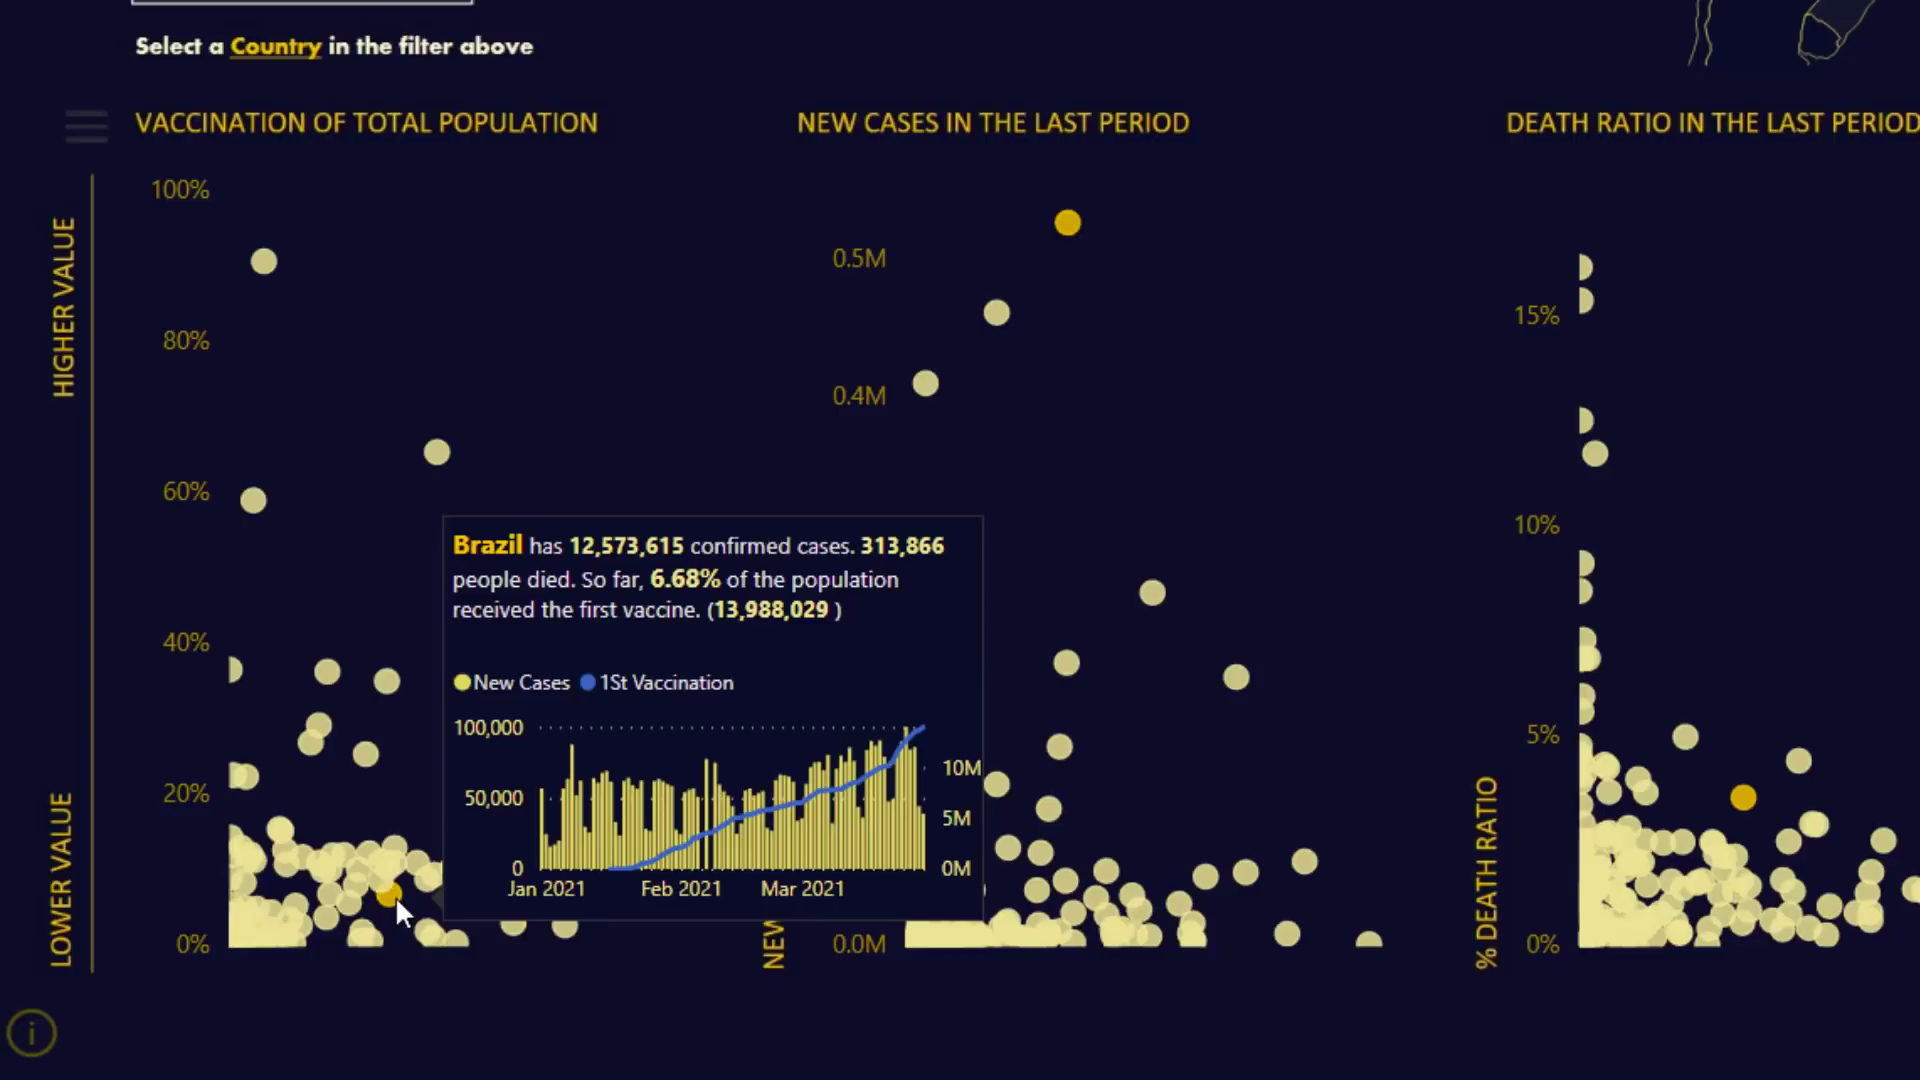 Select a Country in the filter above
VACCINATION OF TOTAL POPULATION
NEW CASES IN THE LAST PERIOD
DEATH RATIO IN THE LAST PERIOD
HIGHER VALUE
LOWER VALUE
100%
80%
60%
40%
20%
0%
0.5M
0.4M
0.0M
NEW
15%
10%
5%
0%
% DEATH RATIO
Brazil has 12,573,615 confirmed cases. 313,866
people died. So far, 6.68% of the population
received the first vaccine. (13,988,029 )
New Cases 1St Vaccination
100,000
50,000
0
10M
5M
0M
Jan 2021 Feb 2021 Mar 2021
i